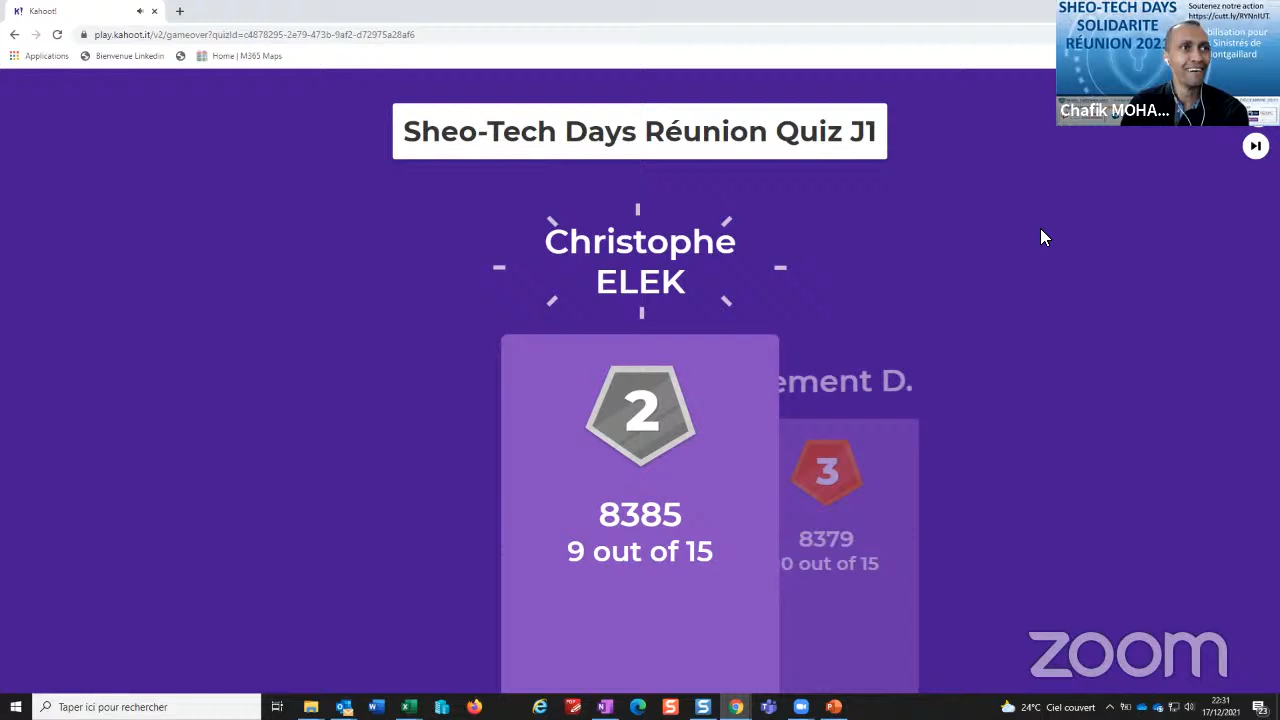 Kahoot!
play.kahoot.it/v2/gameover?quizId=c4878295-2e79-473b-9af2-d72975a28af6
Applications
Bienvenue Linkedin
Home | M365 Maps
SHEO-TECH DAYS
SOLIDARITE
RÉUNION 2021
Soutenez notre action
https://cutt.ly/RYNnIUT.
Chafik MOHA...
Sheo-Tech Days Réunion Quiz J1
Christophe
ELEK
2
8385
9 out of 15
ement D.
3
8379
0 out of 15
zoom
Taper ici pour rechercher
24°C Ciel couvert
22:31
17/12/2021